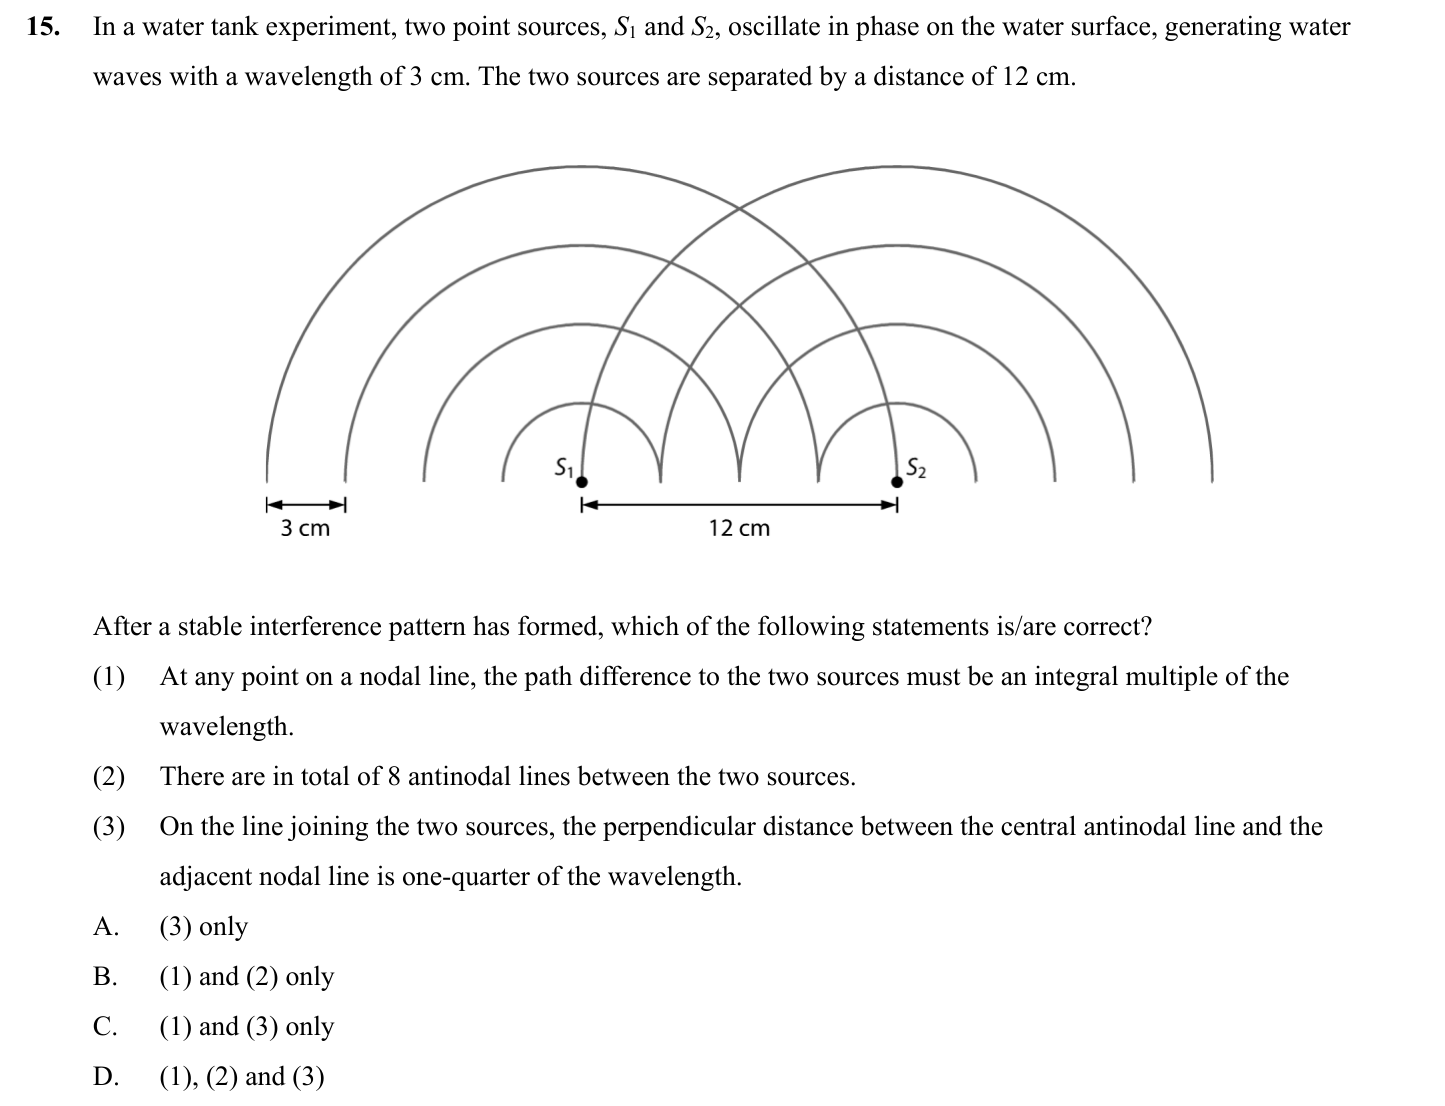 15. In a water tank experiment, two point sources, S₁ and S₂, oscillate in phase on the water surface, generating water
waves with a wavelength of 3 cm. The two sources are separated by a distance of 12 cm.
S₁
S₂
3 cm
12 cm
After a stable interference pattern has formed, which of the following statements is/are correct?
(1) At any point on a nodal line, the path difference to the two sources must be an integral multiple of the
wavelength.
(2) There are in total of 8 antinodal lines between the two sources.
(3) On the line joining the two sources, the perpendicular distance between the central antinodal line and the
adjacent nodal line is one-quarter of the wavelength.
A. (3) only
B. (1) and (2) only
C. (1) and (3) only
D. (1), (2) and (3)